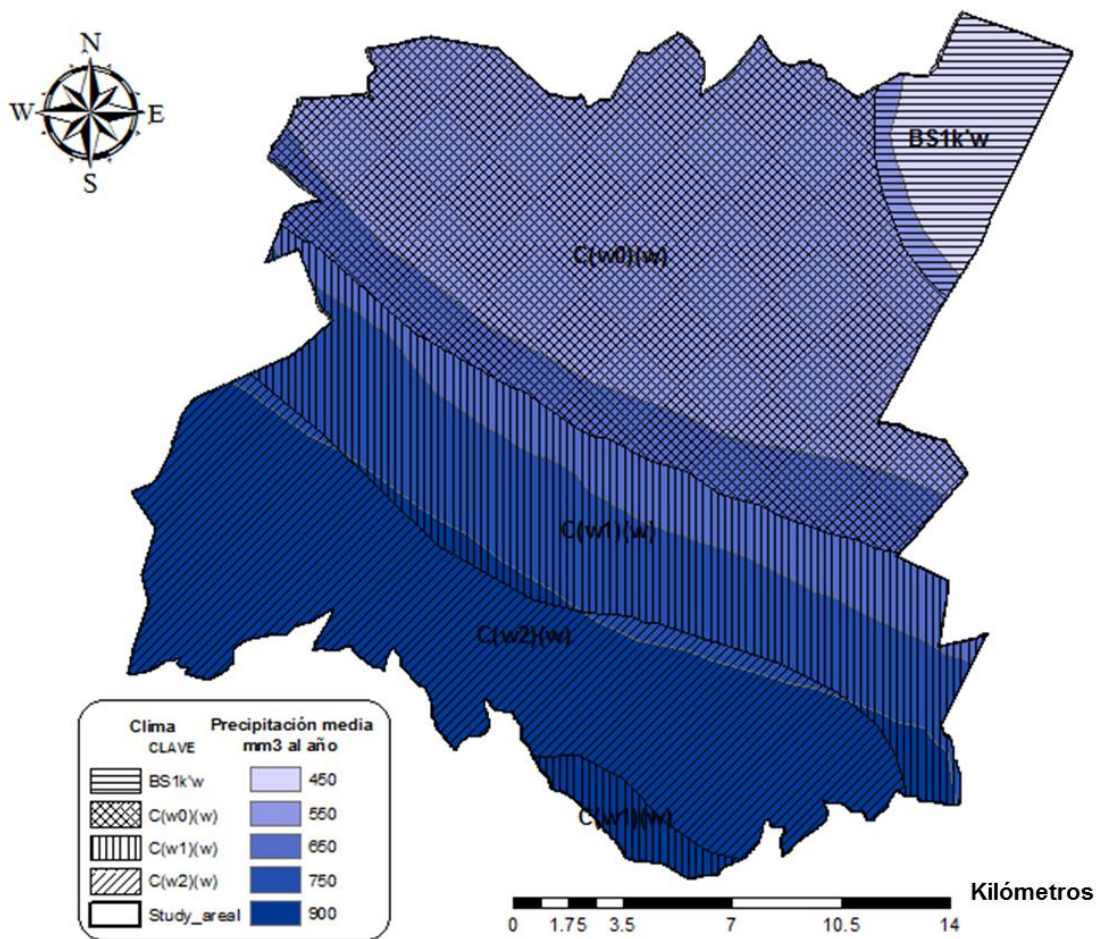 N
W E
S
BS1k'w
C(w0)(w)
C(w1)(w)
C(w2)(w)
C(w1)(w)
Clima Precipitación media
CLAVE mm3 al año
BS1k'w 450
C(w0)(w) 550
C(w1)(w) 650
C(w2)(w) 750
Study_areal 900
Kilómetros
0 1.75 3.5 7 10.5 14